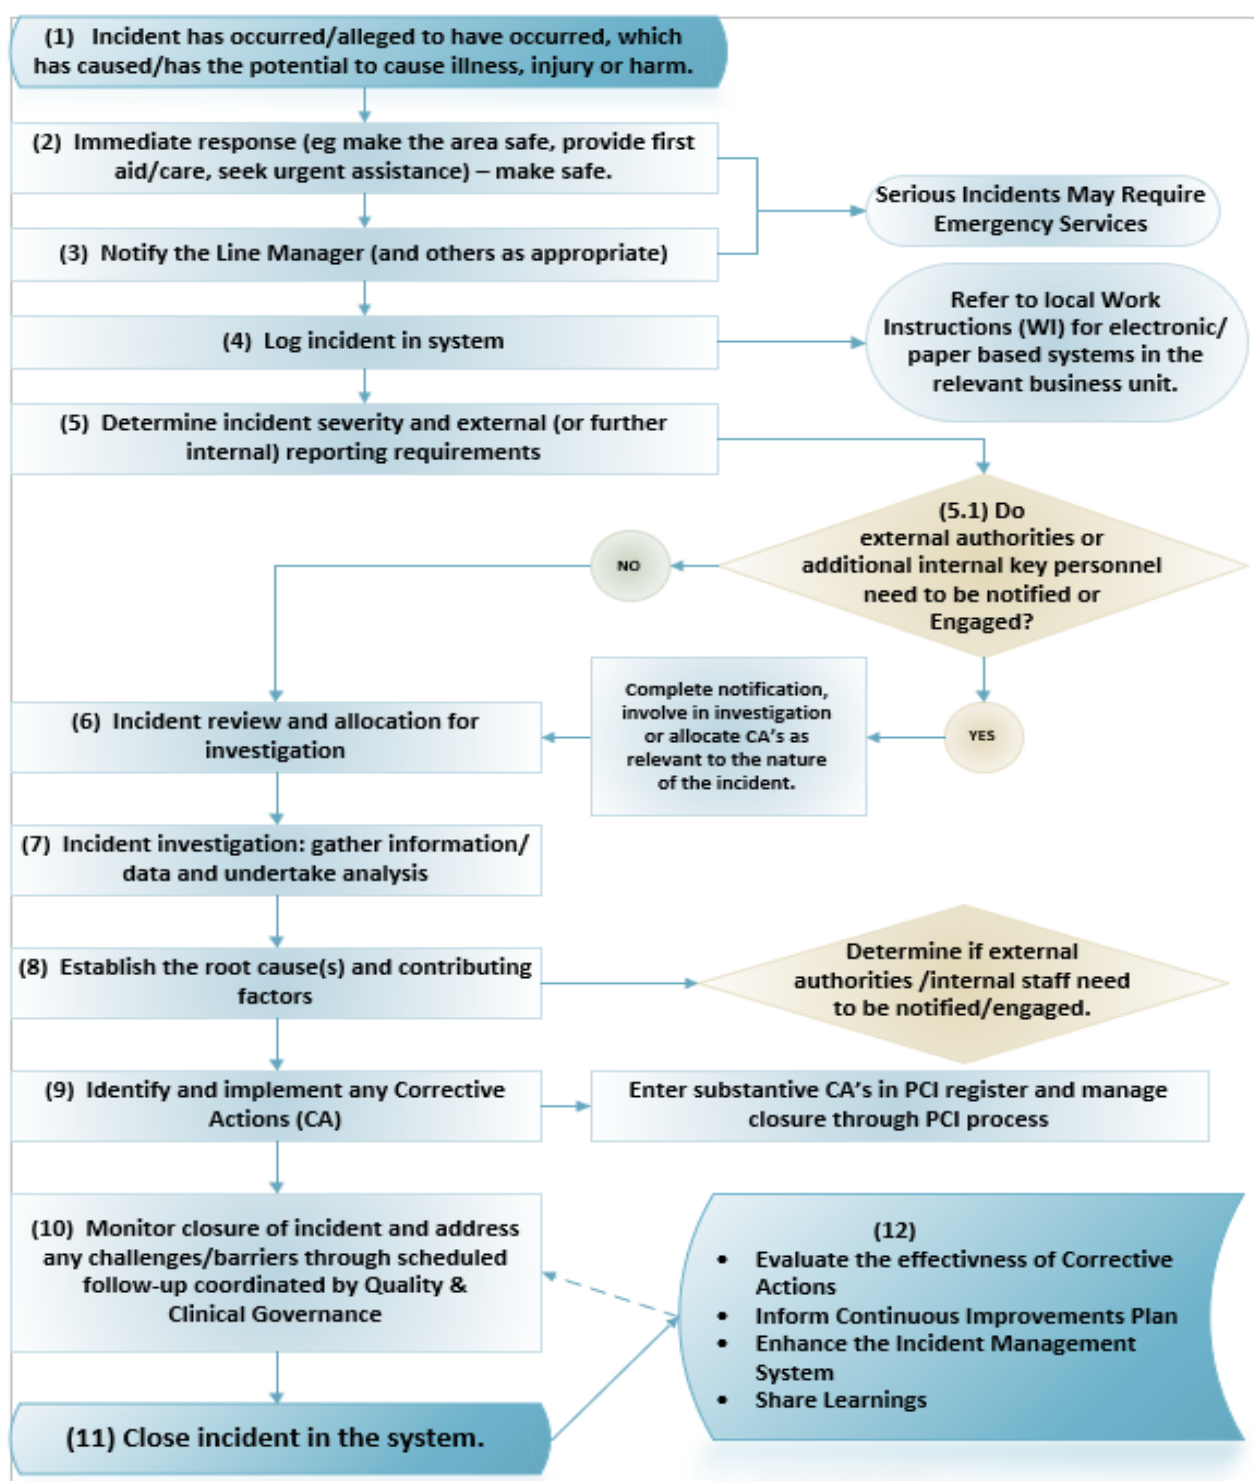 (1) Incident has occurred/alleged to have occurred, which
has caused/has the potential to cause illness, injury or harm.
(2) Immediate response (eg make the area safe, provide first
aid/care, seek urgent assistance) – make safe.
Serious Incidents May Require
Emergency Services
(3) Notify the Line Manager (and others as appropriate)
(4) Log incident in system
Refer to local Work
Instructions (WI) for electronic/
paper based systems in the
relevant business unit.
(5) Determine incident severity and external (or further
internal) reporting requirements
(5.1) Do
external authorities or
additional internal key personnel
need to be notified or
Engaged?
NO
YES
Complete notification,
involve in investigation
or allocate CA's as
relevant to the nature
of the incident.
(6) Incident review and allocation for
investigation
(7) Incident investigation: gather information/
data and undertake analysis
(8) Establish the root cause(s) and contributing
factors
Determine if external
authorities /internal staff need
to be notified/engaged.
(9) Identify and implement any Corrective
Actions (CA)
Enter substantive CA's in PCI register and manage
closure through PCI process
(10) Monitor closure of incident and address
any challenges/barriers through scheduled
follow-up coordinated by Quality &
Clinical Governance
(11) Close incident in the system.
(12)
• Evaluate the effectivness of Corrective
Actions
• Inform Continuous Improvements Plan
• Enhance the Incident Management
System
• Share Learnings